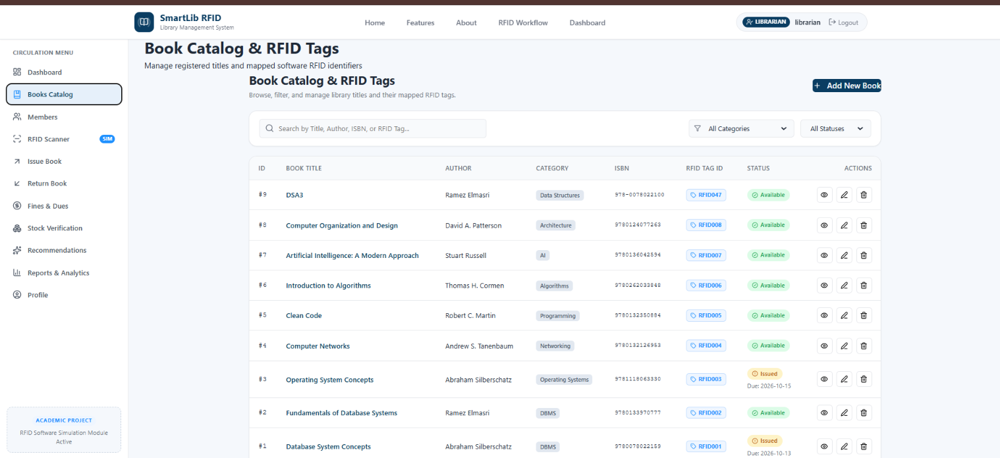 SmartLib RFID
Library Management System
Home Features About RFID Workflow Dashboard
LIBRARIAN librarian Logout
CIRCULATION MENU
Dashboard
Books Catalog
Members
RFID Scanner SIM
Issue Book
Return Book
Fines & Dues
Stock Verification
Recommendations
Reports & Analytics
Profile
ACADEMIC PROJECT
RFID Software Simulation Module
Active
Book Catalog & RFID Tags
Manage registered titles and mapped software RFID identifiers
Book Catalog & RFID Tags
Browse, filter, and manage library titles and their mapped RFID tags.
+ Add New Book
Search by Title, Author, ISBN, or RFID Tag...
All Categories
All Statuses
ID BOOK TITLE AUTHOR CATEGORY ISBN RFID TAG ID STATUS ACTIONS
#9 DSA3 Ramez Elmasri Data Structures 978-0078022100 RFID047 Available
#8 Computer Organization and Design David A. Patterson Architecture 9780124077263 RFID008 Available
#7 Artificial Intelligence: A Modern Approach Stuart Russell AI 9780136042594 RFID007 Available
#6 Introduction to Algorithms Thomas H. Cormen Algorithms 9780262033848 RFID006 Available
#5 Clean Code Robert C. Martin Programming 9780132350884 RFID005 Available
#4 Computer Networks Andrew S. Tanenbaum Networking 9780132126953 RFID004 Available
#3 Operating System Concepts Abraham Silberschatz Operating Systems 9781118063330 RFID003 Issued
Due: 2026-10-15
#2 Fundamentals of Database Systems Ramez Elmasri DBMS 9780133970777 RFID002 Available
#1 Database System Concepts Abraham Silberschatz DBMS 9780078022159 RFID001 Issued
Due: 2026-10-13